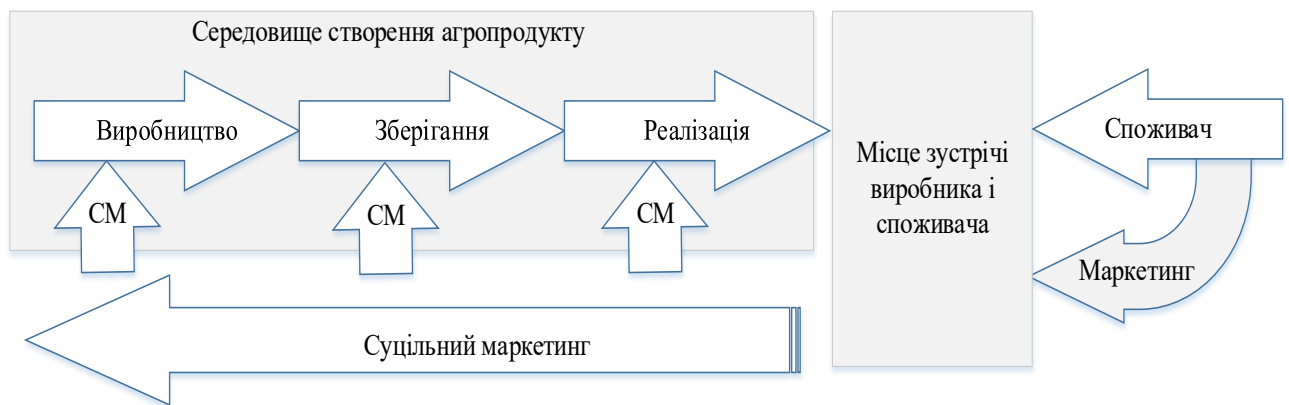 Середовище створення агропродукту
Виробництво
Зберігання
Реалізація
СМ
СМ
СМ
Суцільний маркетинг
Місце зустрічі
виробника і
споживача
Споживач
Маркетинг